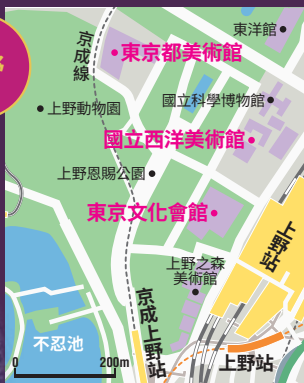 東洋館
京成線
東京都美術館
國立科學博物館
上野動物園
國立西洋美術館
上野恩賜公園
東京文化會館
上野站
上野之森
美術館
京成上野站
不忍池
0 200m
上野站